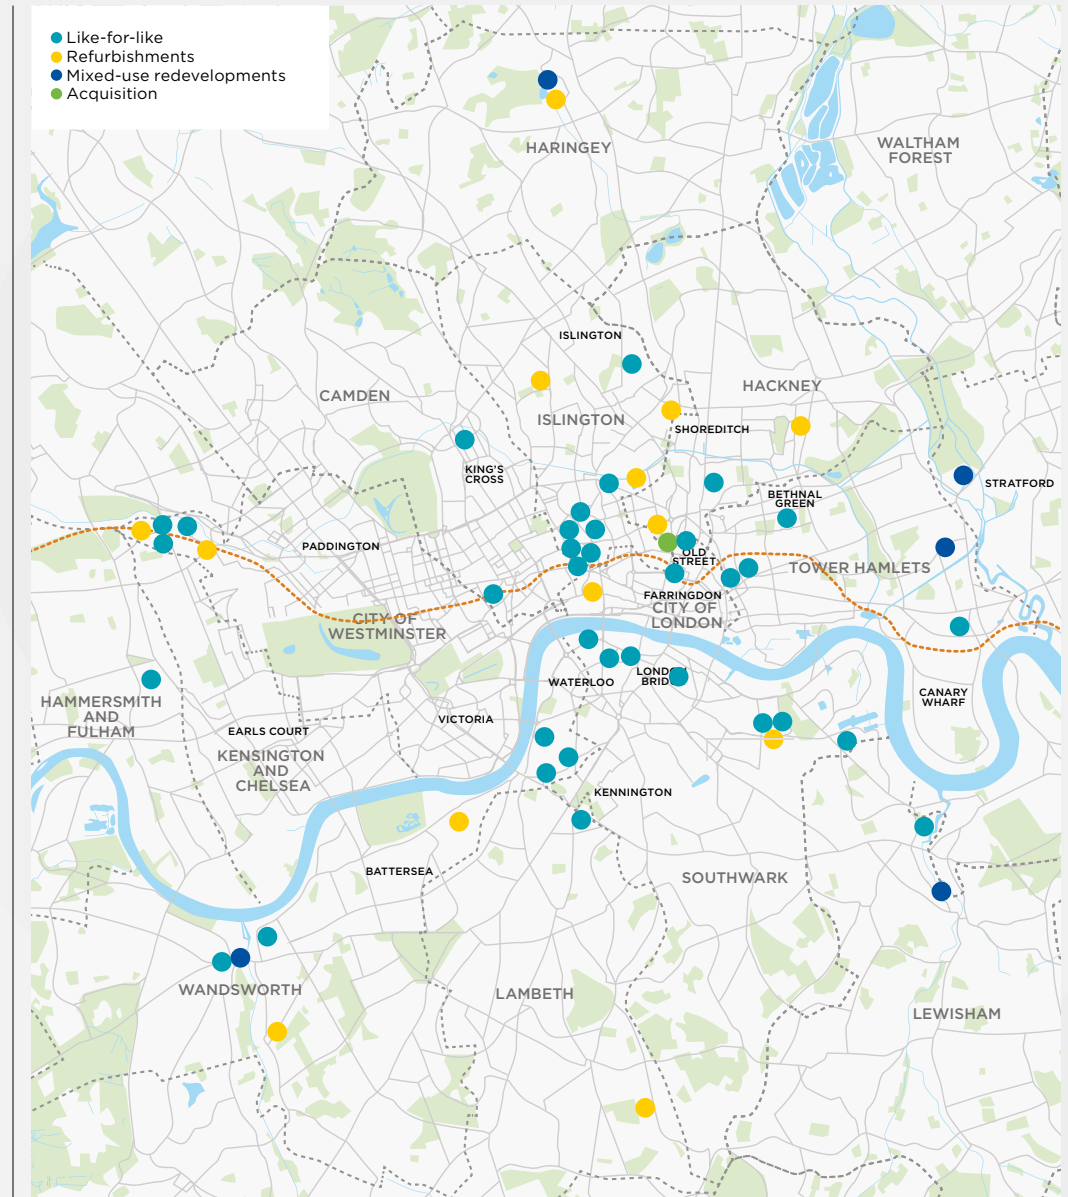 Like-for-like
Refurbishments
Mixed-use redevelopments
Acquisition
HARINGEY
WALTHAM
FOREST
ISLINGTON
CAMDEN
HACKNEY
ISLINGTON
SHOREDITCH
KING'S
CROSS
STRATFORD
BETHNAL
GREEN
PADDINGTON
OLD
STREET
TOWER HAMLETS
FARRINGDON
CITY OF
LONDON
CITY OF
WESTMINSTER
WATERLOO
HAMMERSMITH
AND
FULHAM
CANARY
WHARF
VICTORIA
EARLS COURT
KENSINGTON
AND
CHELSEA
KENNINGTON
BATTERSEA
SOUTHWARK
WANDSWORTH
LAMBETH
LEWISHAM